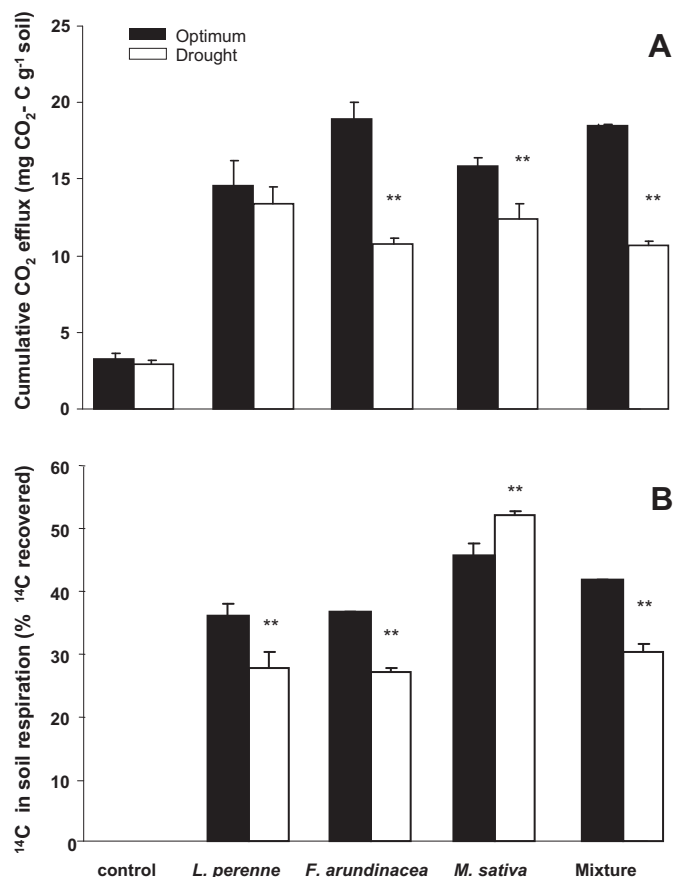 25
20
15
10
5
0
Cumulative CO₂ efflux (mg CO₂- C g⁻¹ soil)
Optimum
Drought
A
**
**
**
60
50
40
30
20
10
0
¹⁴C in soil respiration (% ¹⁴C recovered)
B
**
**
**
**
control L. perenne F. arundinacea M. sativa Mixture